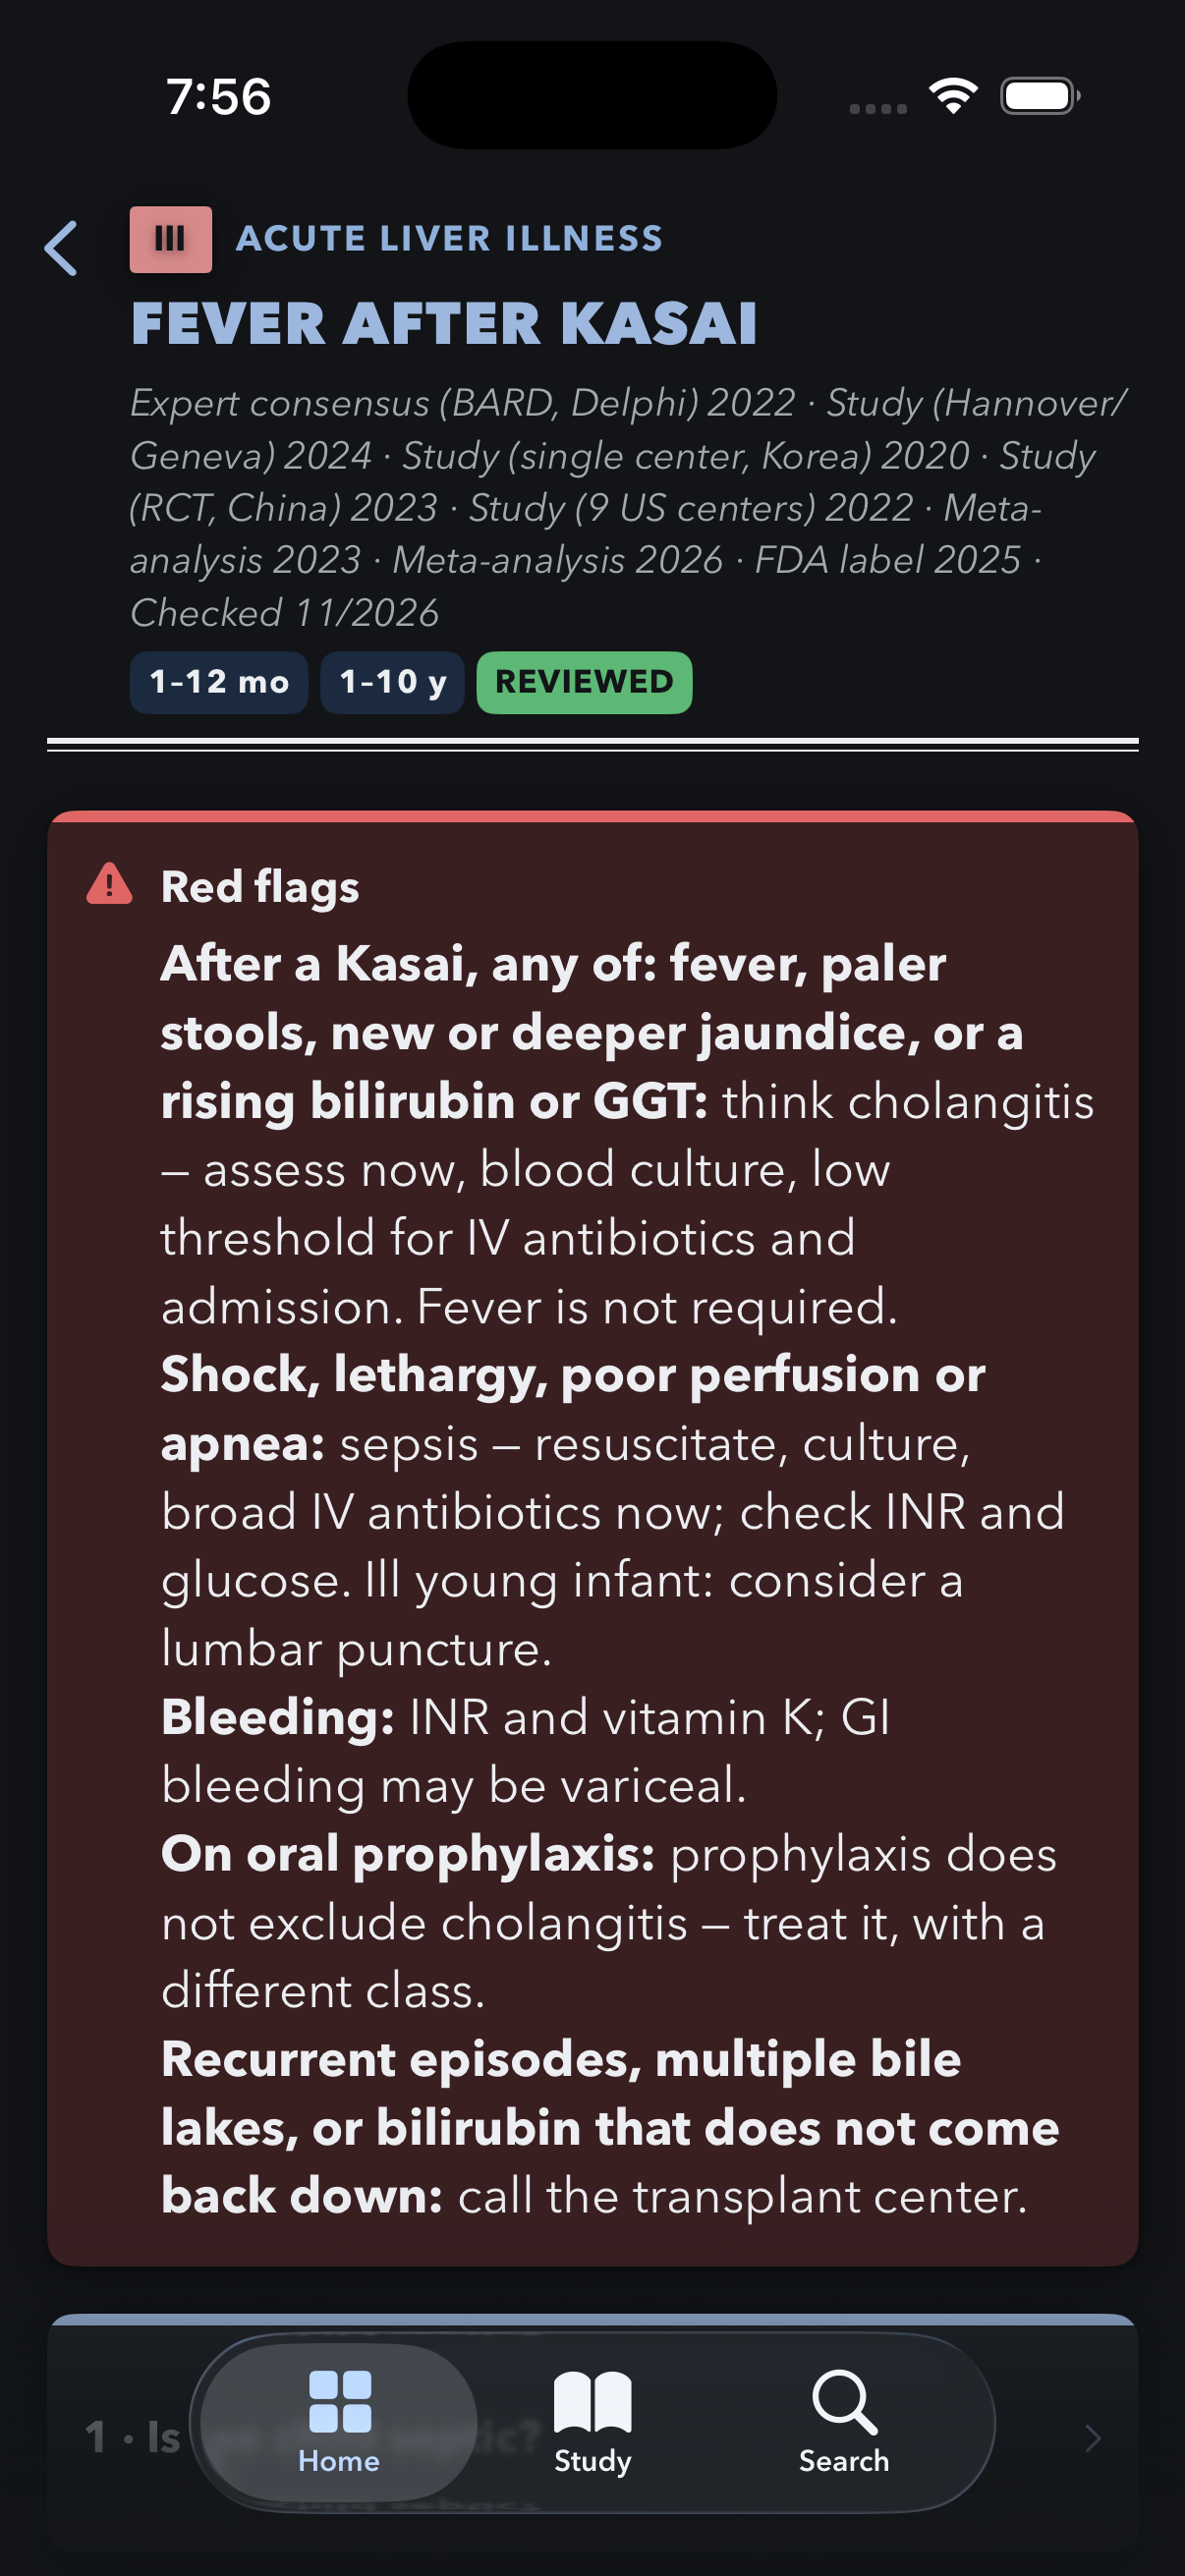 7:56
III ACUTE LIVER ILLNESS
FEVER AFTER KASAI
Expert consensus (BARD, Delphi) 2022 · Study (Hannover/
Geneva) 2024 · Study (single center, Korea) 2020 · Study
(RCT, China) 2023 · Study (9 US centers) 2022 · Meta-
analysis 2023 · Meta-analysis 2026 · FDA label 2025 ·
Checked 11/2026
1–12 mo 1–10 y REVIEWED
Red flags
After a Kasai, any of: fever, paler
stools, new or deeper jaundice, or a
rising bilirubin or GGT: think cholangitis
– assess now, blood culture, low
threshold for IV antibiotics and
admission. Fever is not required.
Shock, lethargy, poor perfusion or
apnea: sepsis – resuscitate, culture,
broad IV antibiotics now; check INR and
glucose. Ill young infant: consider a
lumbar puncture.
Bleeding: INR and vitamin K; GI
bleeding may be variceal.
On oral prophylaxis: prophylaxis does
not exclude cholangitis – treat it, with a
different class.
Recurrent episodes, multiple bile
lakes, or bilirubin that does not come
back down: call the transplant center.
1 · Is
Home Study Search